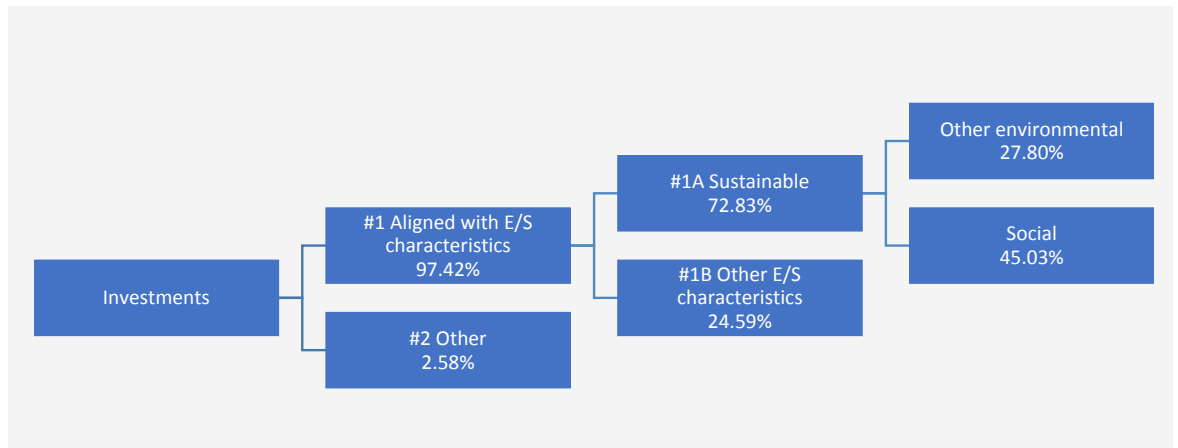 Investments
#1 Aligned with E/S
characteristics
97.42%
#2 Other
2.58%
#1A Sustainable
72.83%
#1B Other E/S
characteristics
24.59%
Other environmental
27.80%
Social
45.03%